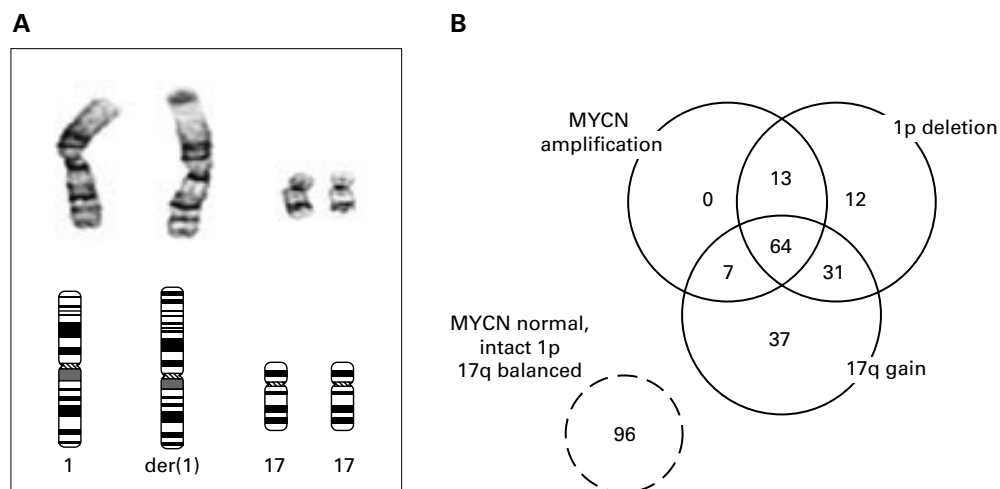 A
1
der(1)
17
17
B
MYCN
amplification
1p deletion
13
0
12
64
7
31
37
17q gain
MYCN normal,
intact 1p
17q balanced
96